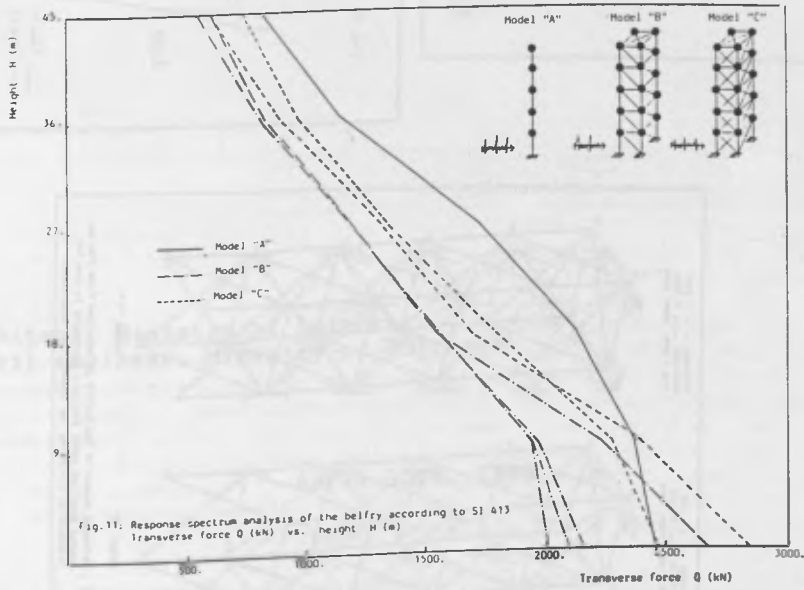 45.
Height H (m)
36.
27.
18.
9.
Model "A" Model "B" Model "C"
Model "A"
Model "B"
Model "C"
Fig.11: Response spectrum analysis of the belfry according to SI 413
Transverse force Q (kN) vs. height H (m)
500. 1000. 1500. 2000. 2500. 3000.
Transverse force Q (kN)